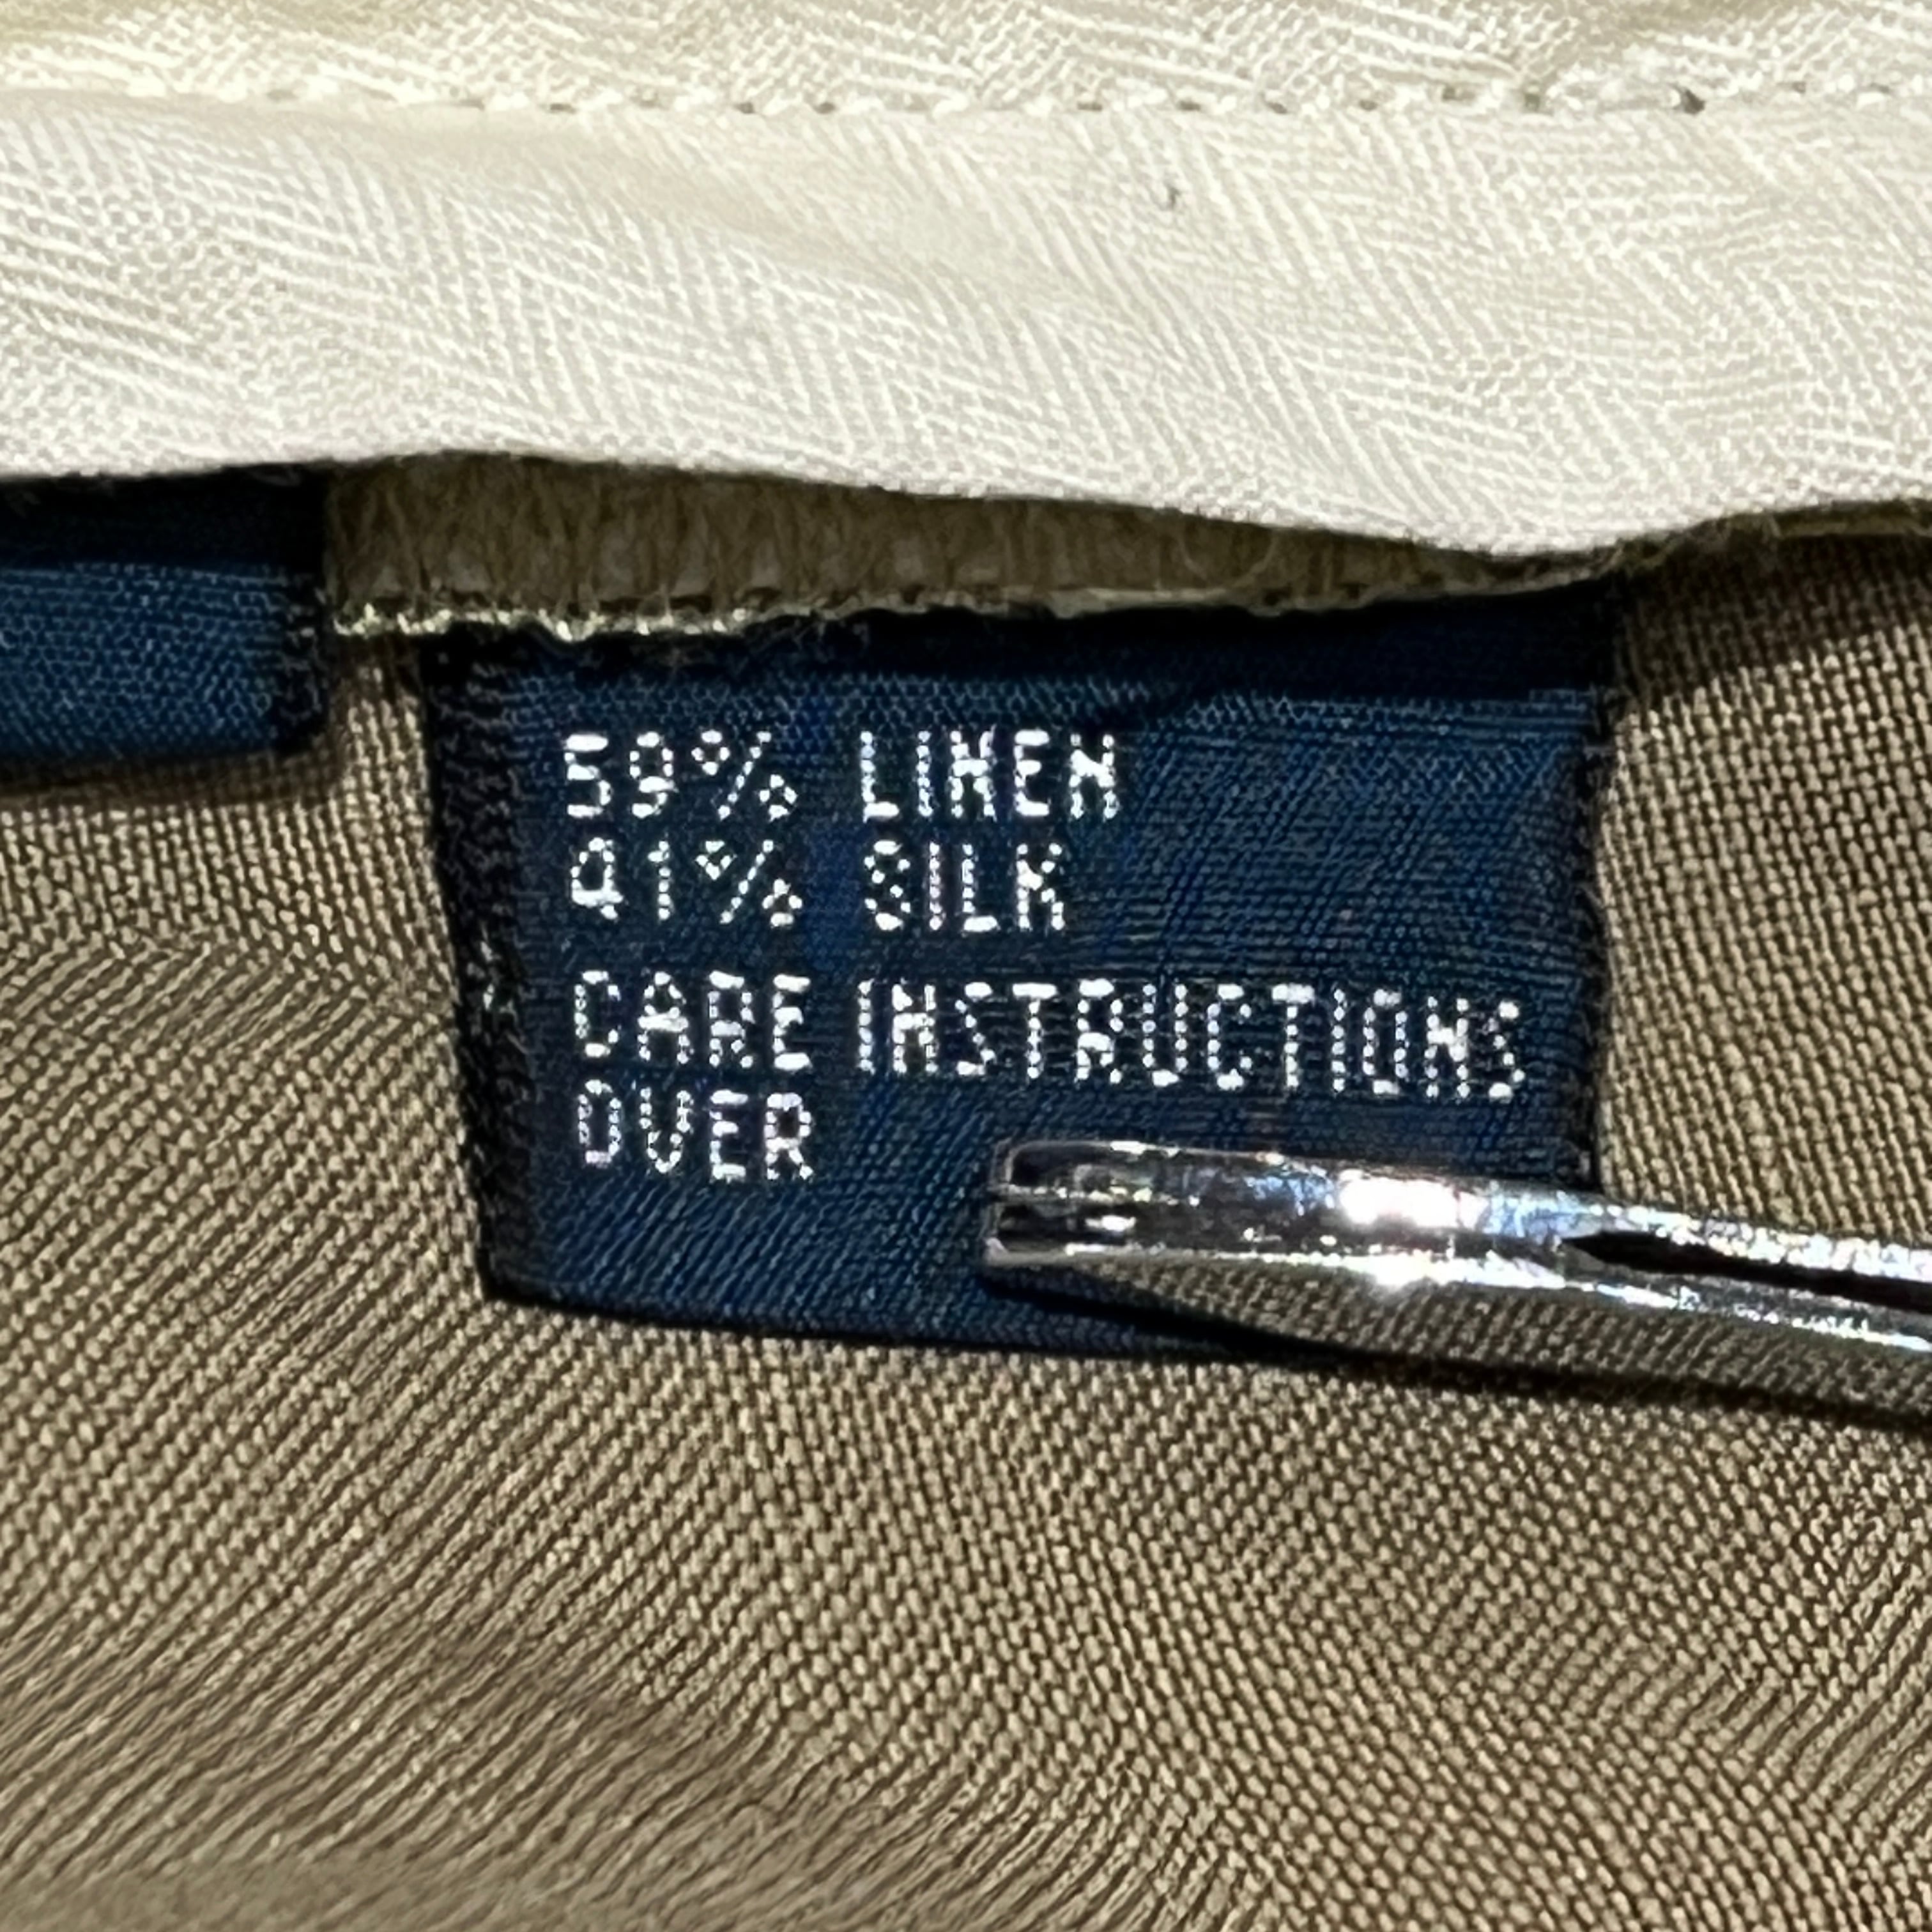 59% LINEN
41% SILK
CARE INSTRUCTIONS
OVER